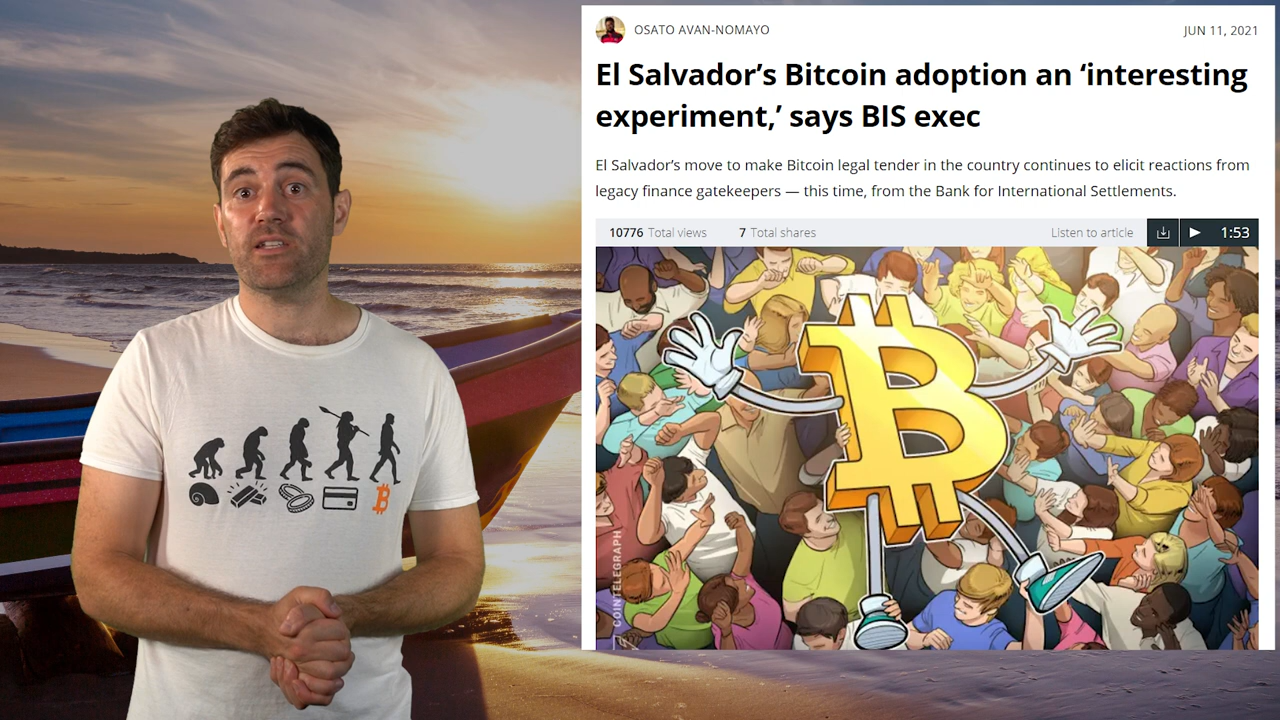 OSATO AVAN-NOMAYO
JUN 11, 2021
El Salvador’s Bitcoin adoption an ‘interesting
experiment,’ says BIS exec
El Salvador’s move to make Bitcoin legal tender in the country continues to elicit reactions from
legacy finance gatekeepers — this time, from the Bank for International Settlements.
10776 Total views 7 Total shares Listen to article 1:53
COINTELEGRAPH